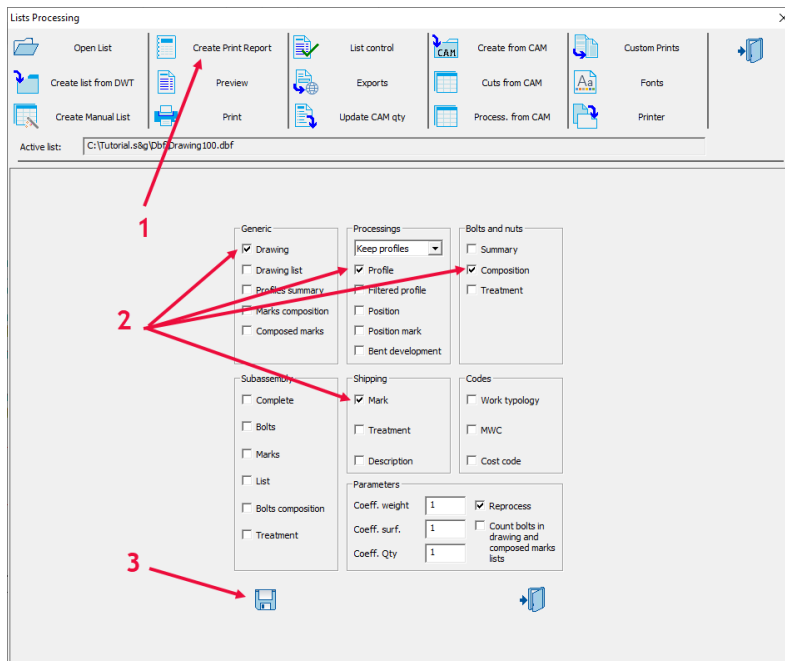 Lists Processing
Open List
Create Print Report
List control
CAM
Create from CAM
Custom Prints
Create list from DWT
Preview
Exports
Cuts from CAM
Aa
Fonts
Create Manual List
Print
Update CAM qty
Process. from CAM
Printer
Active list:
C:\Tutorial.s&g\Dbf\Drawing100.dbf
1
2
3
Generic
Drawing
Drawing list
Profiles summary
Marks composition
Composed marks
Processings
Keep profiles
Profile
Filtered profile
Position
Position mark
Bent development
Bolts and nuts
Summary
Composition
Treatment
Subassembly
Complete
Bolts
Marks
List
Bolts composition
Treatment
Shipping
Mark
Treatment
Description
Codes
Work typology
MWC
Cost code
Parameters
Coeff. weight
1
Reprocess
Coeff. surf.
1
Count bolts in
drawing and
composed marks
lists
Coeff. Qty
1